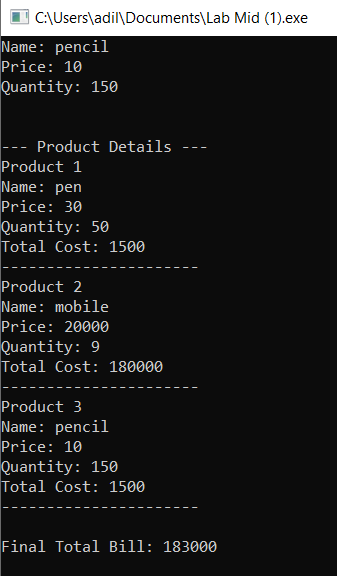 C:\Users\adil\Documents\Lab Mid (1).exe
Name: pencil
Price: 10
Quantity: 150
--- Product Details ---
Product 1
Name: pen
Price: 30
Quantity: 50
Total Cost: 1500
----------------------
Product 2
Name: mobile
Price: 20000
Quantity: 9
Total Cost: 180000
----------------------
Product 3
Name: pencil
Price: 10
Quantity: 150
Total Cost: 1500
----------------------
Final Total Bill: 183000